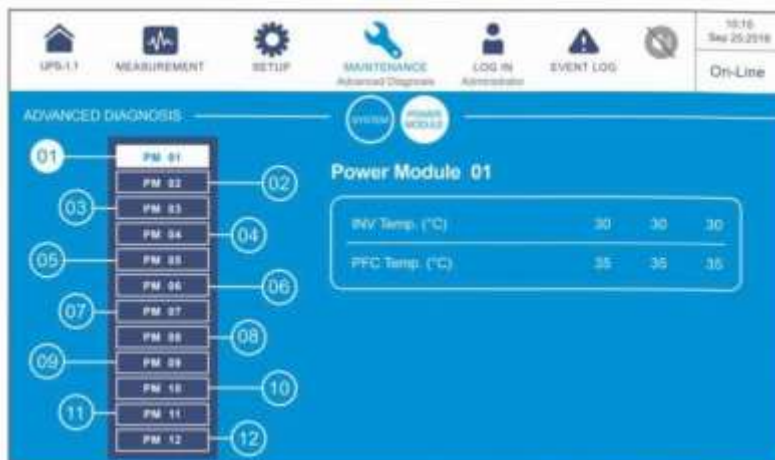 10:10
Sep 25,2018
UPS-1.1 MEASUREMENT SETUP MAINTENANCE LOG IN EVENT LOG
Advanced Diagnosis Administrator
On-Line
ADVANCED DIAGNOSIS
SYSTEM POWER MODULE
01 PM 01
PM 02 02
03 PM 03
PM 04 04
05 PM 05
PM 06 06
07 PM 07
PM 08 08
09 PM 09
PM 10 10
11 PM 11
PM 12 12
Power Module 01
INV Temp. (°C) 30 30 30
PFC Temp. (°C) 35 35 35